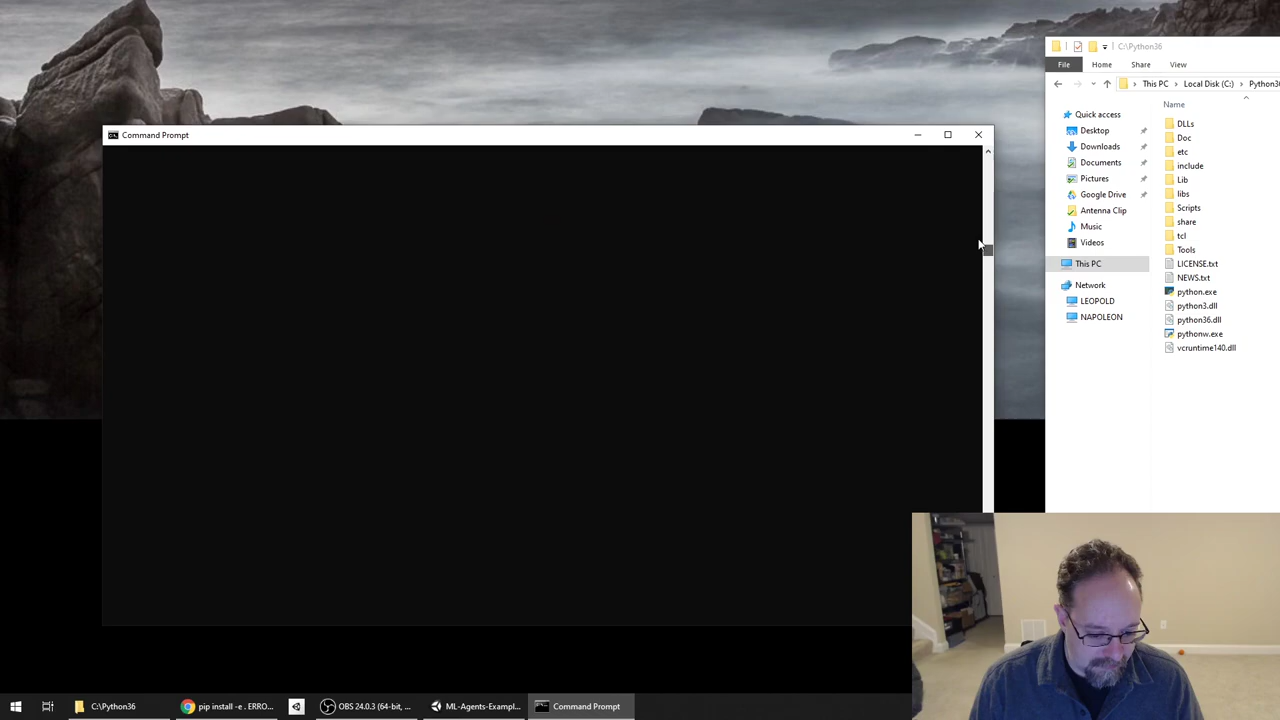 C:\Python36
File Home Share View
This PC Local Disk (C:) Python36
Command Prompt
Name
Quick access
Desktop
Downloads
Documents
Pictures
Google Drive
Antenna Clip
Music
Videos
This PC
Network
LEOPOLD
NAPOLEON
DLLs
Doc
etc
include
Lib
libs
Scripts
share
tcl
Tools
LICENSE.txt
NEWS.txt
python.exe
python3.dll
python36.dll
pythonw.exe
vcruntime140.dll
C:\Python36
pip install -e . ERRO...
OBS 24.0.3 (64-bit, ...
ML-Agents-Exampl...
Command Prompt